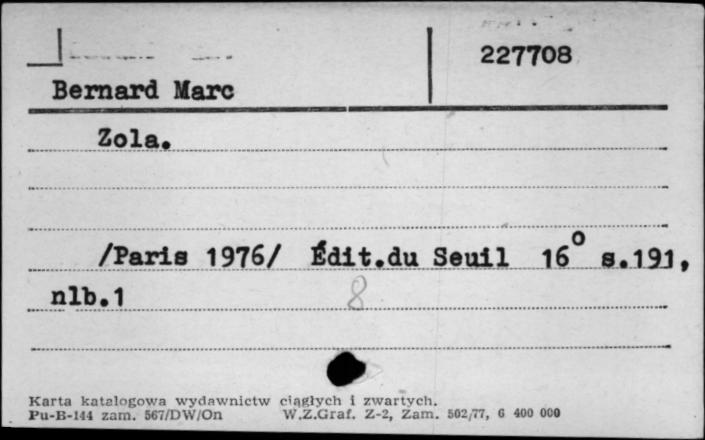 227708
Bernard Marc
Zola.
/Paris 1976/ Édit.du Seuil 16° s.191,
nlb.1
8
Karta katalogowa wydawnictw ciągłych i zwartych.
Pu-B-144 zam. 567/DW/On W.Z.Graf. Z-2, Zam. 502/77, 6 400 000